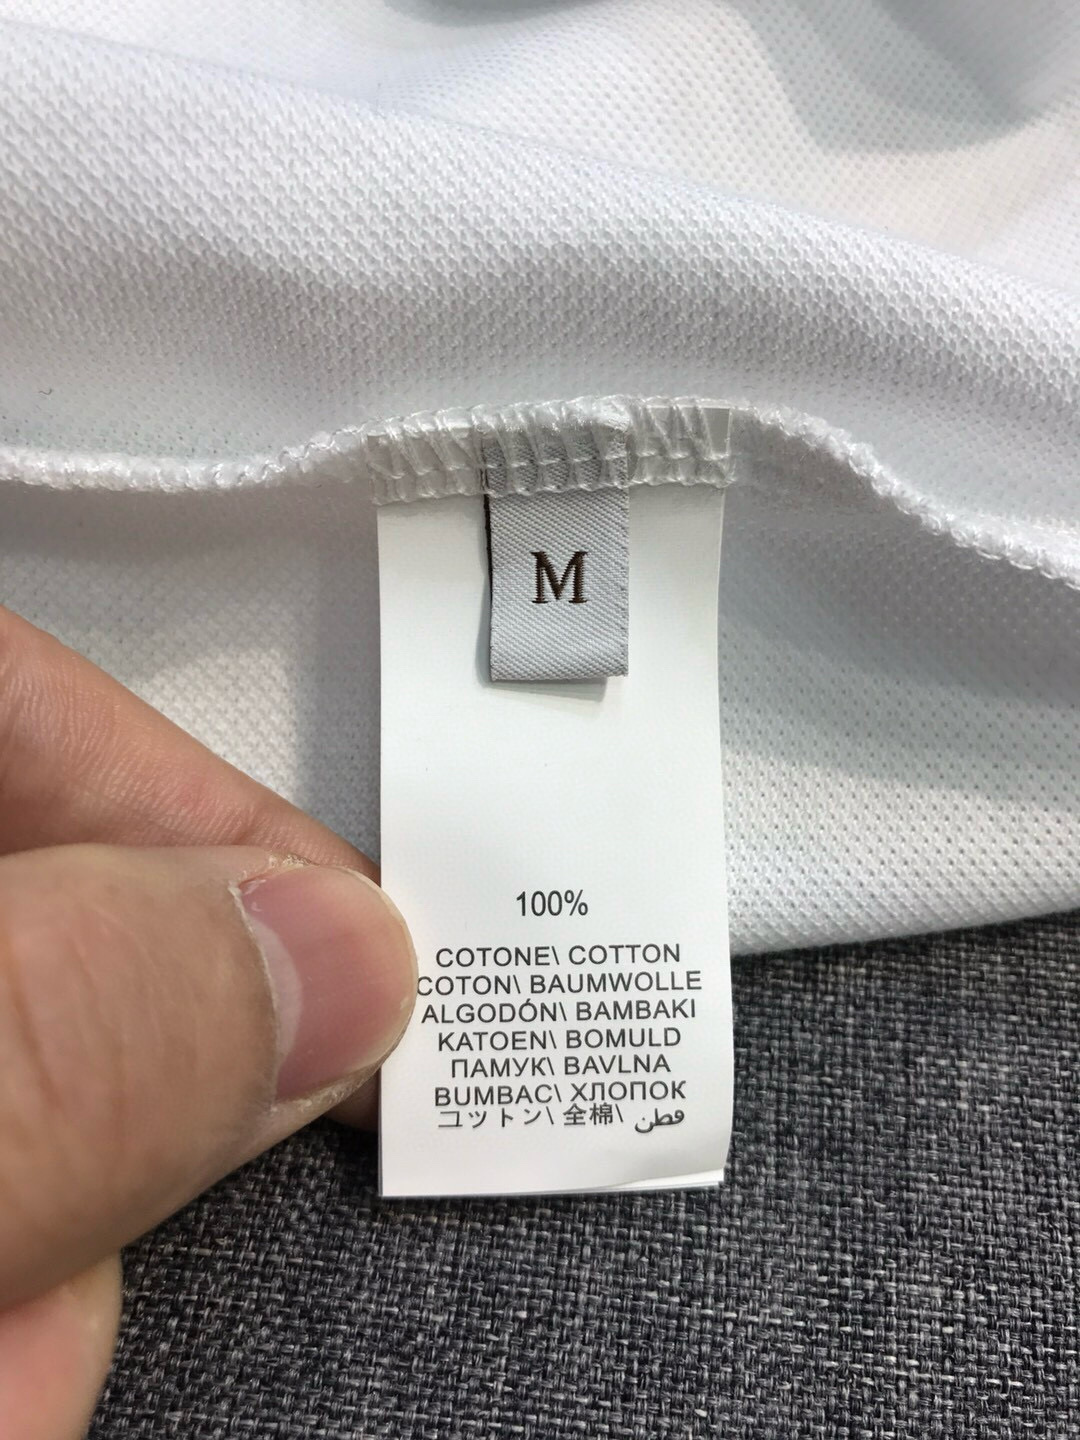 M
100%
COTONE\ COTTON
COTON\ BAUMWOLLE
ALGODÓN\ BAMBAKI
KATOEN\ BOMULD
ПАМУК\ BAVLNA
BUMBAC\ ХЛОПОК
コットン\ 全棉\ قطن